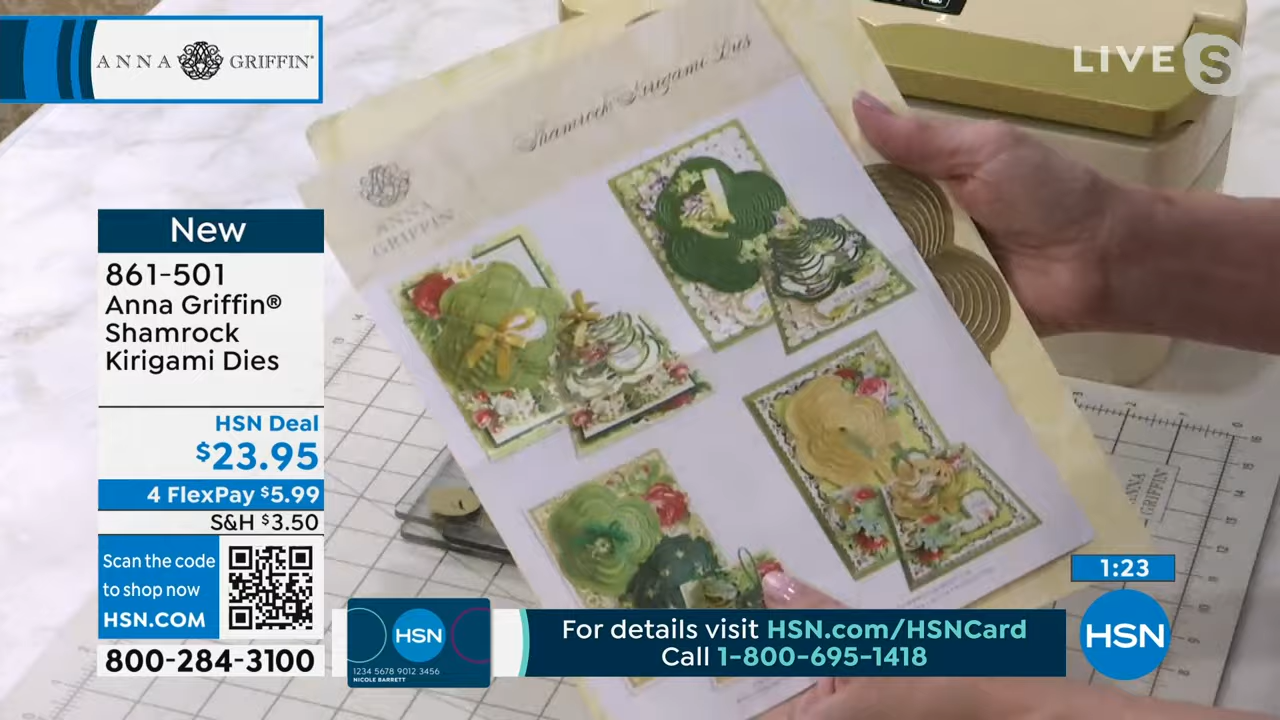 ANNA GRIFFIN®
LIVE S
Shamrock Kirigami Dies
ANNA
GRIFFIN
New
861-501
Anna Griffin®
Shamrock
Kirigami Dies
HSN Deal
$23.95
4 FlexPay $5.99
S&H $3.50
Scan the code
to shop now
HSN.COM
800-284-3100
HSN
1234 5678 9012 3456
NICOLE BARRETT
For details visit HSN.com/HSNCard
Call 1-800-695-1418
1:23
HSN
ANNA
GRIFFIN